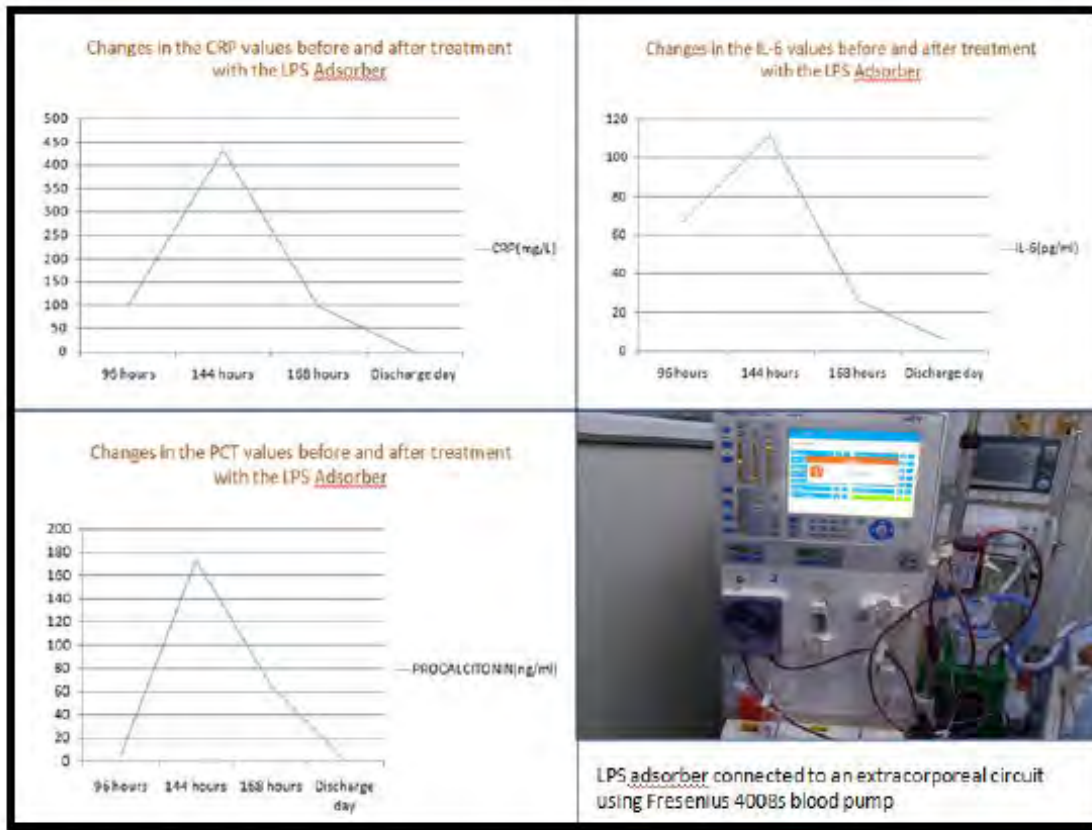 Changes in the CRP values before and after treatment
with the LPS Adsorber
500
450
400
350
300
250
200
150
100
50
0
CRP(mg/L)
96 hours
144 hours
168 hours
Discharge day
Changes in the IL-6 values before and after treatment
with the LPS Adsorber
120
100
80
60
40
20
0
IL-6(pg/ml)
96 hours
144 hours
168 hours
Discharge day
Changes in the PCT values before and after treatment
with the LPS Adsorber
200
180
160
140
120
100
80
60
40
20
0
PROCALCITONIN(ng/ml)
96 hours
144 hours
168 hours
Discharge
day
LPS adsorber connected to an extracorporeal circuit
using Fresenius 4008s blood pump